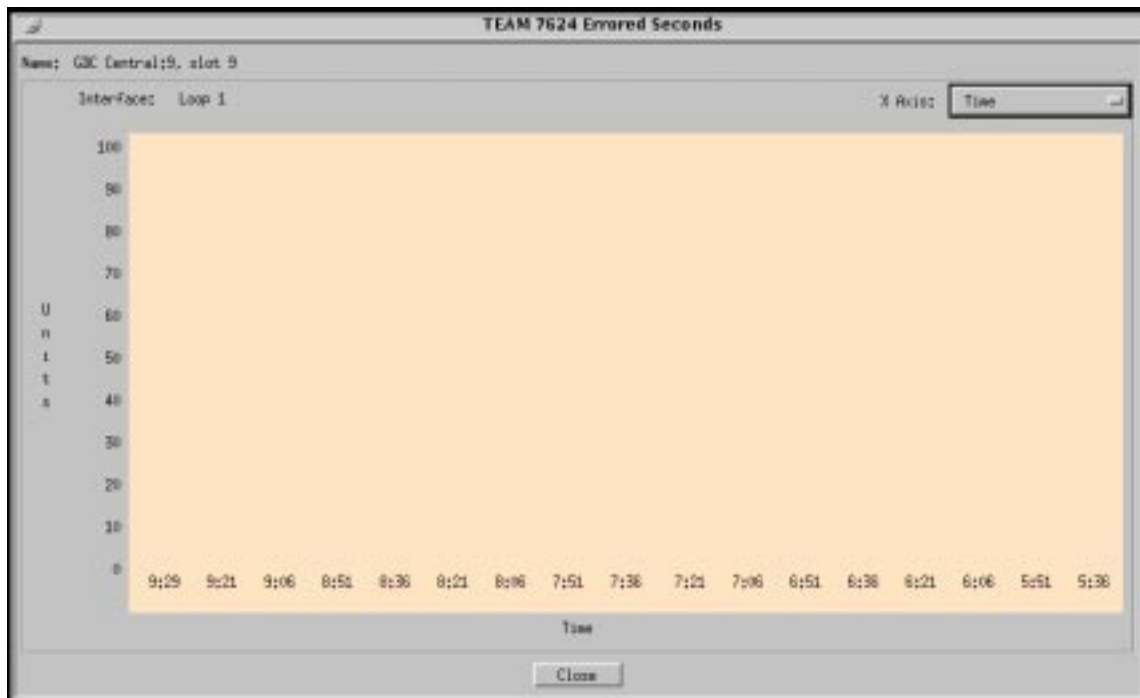 TEAM 7624 Errored Seconds
Name: GDC Central:9, slot 9
Interface: Loop 1
X Axis: Time
100
90
80
70
60
50
40
30
20
10
0
Units
9:29 9:21 9:06 8:51 8:36 8:21 8:06 7:51 7:36 7:21 7:06 6:51 6:36 6:21 6:06 5:51 5:36
Time
Close